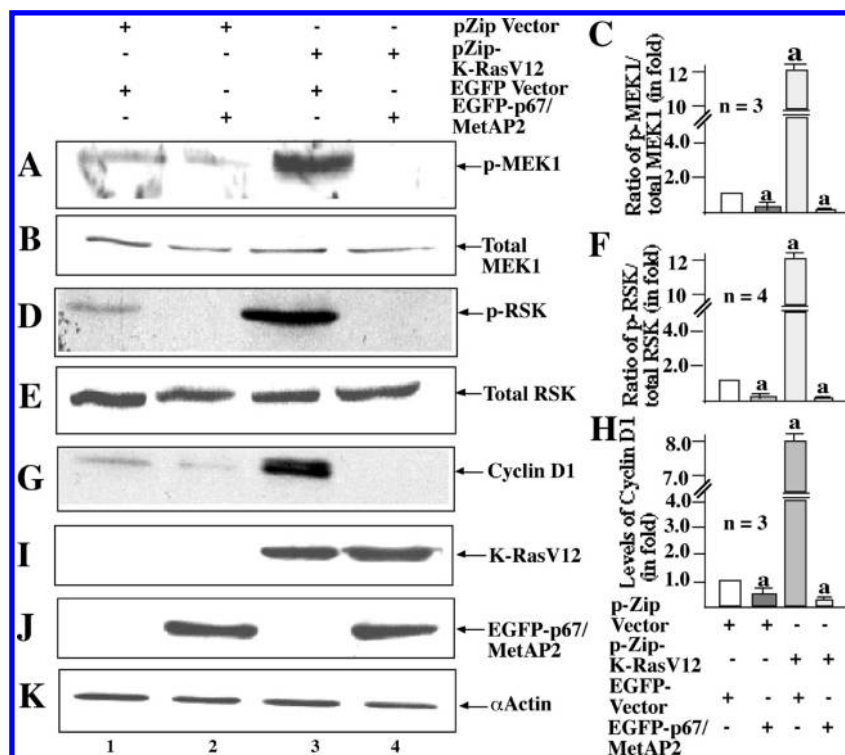 + + - - pZip Vector
- - + + pZip-
K-RasV12
+ - + - EGFP Vector
- + - + EGFP-p67/
MetAP2
A
p-MEK1
B
Total
MEK1
D
p-RSK
E
Total RSK
G
Cyclin D1
I
K-RasV12
J
EGFP-p67/
MetAP2
K
αActin
1 2 3 4
C
Ratio of p-MEK1/
total MEK1 (in fold)
12
10
4.0
2.0
n = 3
a a a
F
Ratio of p-RSK/
total RSK (in fold)
12
10
4.0
2.0
n = 4
a a a
H
Levels of Cyclin D1
(in fold)
8.0
7.0
4.0
3.0
2.0
1.0
n = 3
a a a
p-Zip
Vector + + - -
p-Zip-
K-RasV12 - - + +
EGFP-
Vector + - + -
EGFP-p67/ - + - +
MetAP2